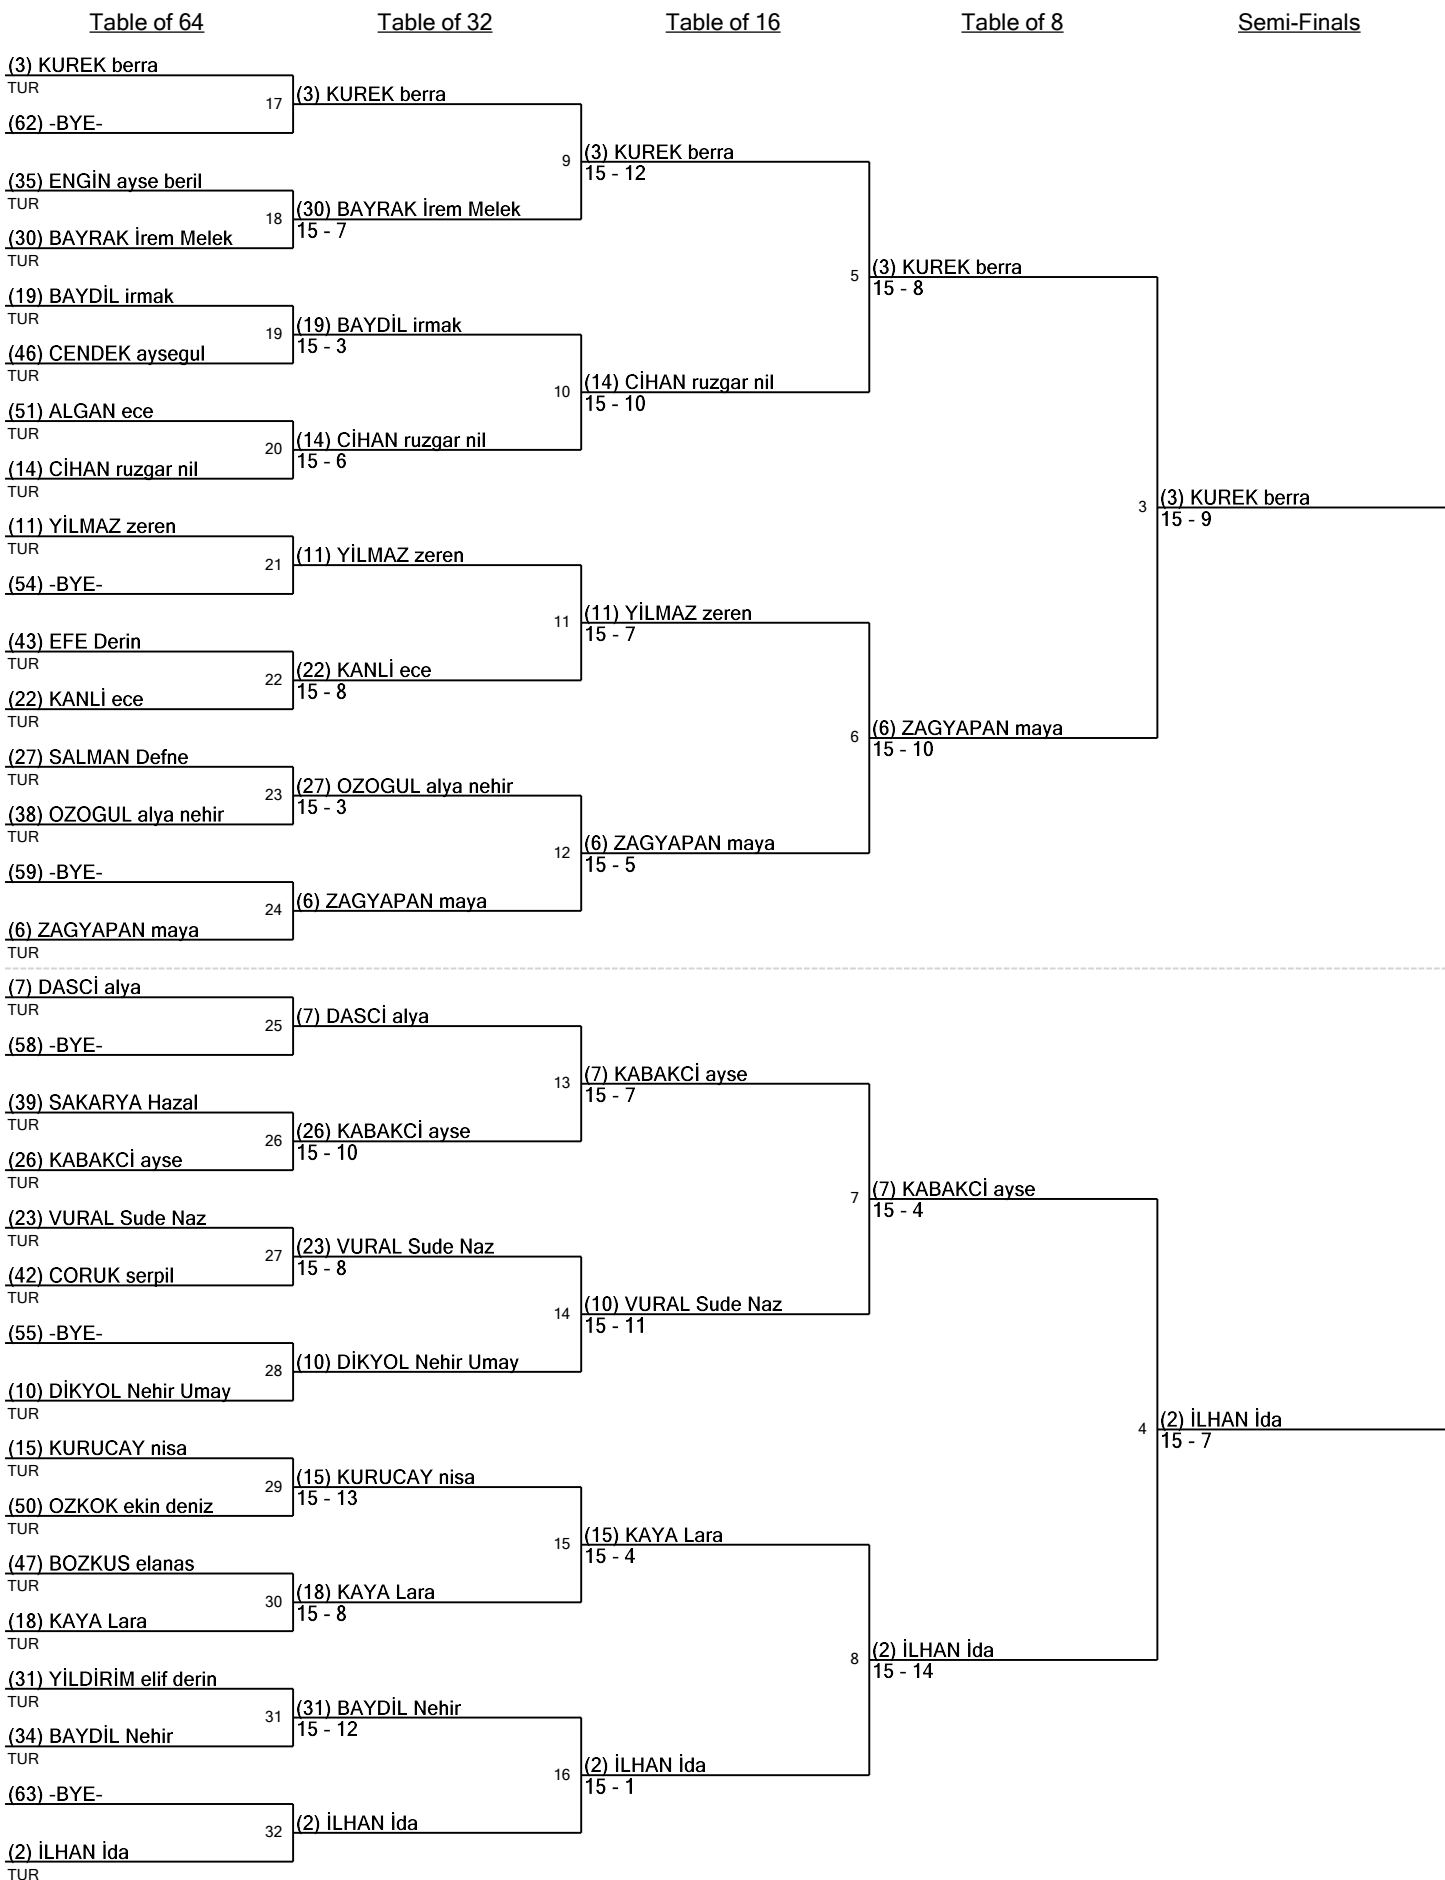 Table of 64
Table of 32
Table of 16
Table of 8
Semi-Finals
(3) KUREK berra
TUR
17
(62) -BYE-
(35) ENGİN ayse beril
TUR
18
(30) BAYRAK İrem Melek
TUR
(19) BAYDİL irmak
TUR
19
(46) CENDEK aysegul
TUR
(51) ALGAN ece
TUR
20
(14) CİHAN ruzgar nil
TUR
(11) YİLMAZ zeren
TUR
21
(54) -BYE-
(43) EFE Derin
TUR
22
(22) KANLİ ece
TUR
(27) SALMAN Defne
TUR
23
(38) OZOGUL alya nehir
TUR
(59) -BYE-
24
(6) ZAGYAPAN maya
TUR
(7) DASCİ alya
TUR
25
(58) -BYE-
(39) SAKARYA Hazal
TUR
26
(26) KABAKCİ ayse
TUR
(23) VURAL Sude Naz
TUR
27
(42) CORUK serpil
TUR
(55) -BYE-
28
(10) DİKYOL Nehir Umay
TUR
(15) KURUCAY nisa
TUR
29
(50) OZKOK ekin deniz
TUR
(47) BOZKUS elanas
TUR
30
(18) KAYA Lara
TUR
(31) YİLDİRİM elif derin
TUR
31
(34) BAYDİL Nehir
TUR
(63) -BYE-
32
(2) İLHAN İda
TUR
(3) KUREK berra
9
(30) BAYRAK İrem Melek
15 - 7
(19) BAYDİL irmak
15 - 3
10
(14) CİHAN ruzgar nil
15 - 6
(11) YİLMAZ zeren
11
(22) KANLİ ece
15 - 8
(27) OZOGUL alya nehir
15 - 3
12
(6) ZAGYAPAN maya
(7) DASCİ alya
13
(26) KABAKCİ ayse
15 - 10
(23) VURAL Sude Naz
15 - 8
14
(10) DİKYOL Nehir Umay
(15) KURUCAY nisa
15 - 13
15
(18) KAYA Lara
15 - 8
(31) BAYDİL Nehir
15 - 12
16
(2) İLHAN İda
(3) KUREK berra
15 - 12
5
(14) CİHAN ruzgar nil
15 - 10
(11) YİLMAZ zeren
15 - 7
6
(6) ZAGYAPAN maya
15 - 5
(7) KABAKCİ ayse
15 - 7
7
(10) VURAL Sude Naz
15 - 11
(15) KAYA Lara
15 - 4
8
(2) İLHAN İda
15 - 1
(3) KUREK berra
15 - 8
3
(6) ZAGYAPAN maya
15 - 10
(7) KABAKCİ ayse
15 - 4
4
(2) İLHAN İda
15 - 14
(3) KUREK berra
15 - 9
(2) İLHAN İda
15 - 7